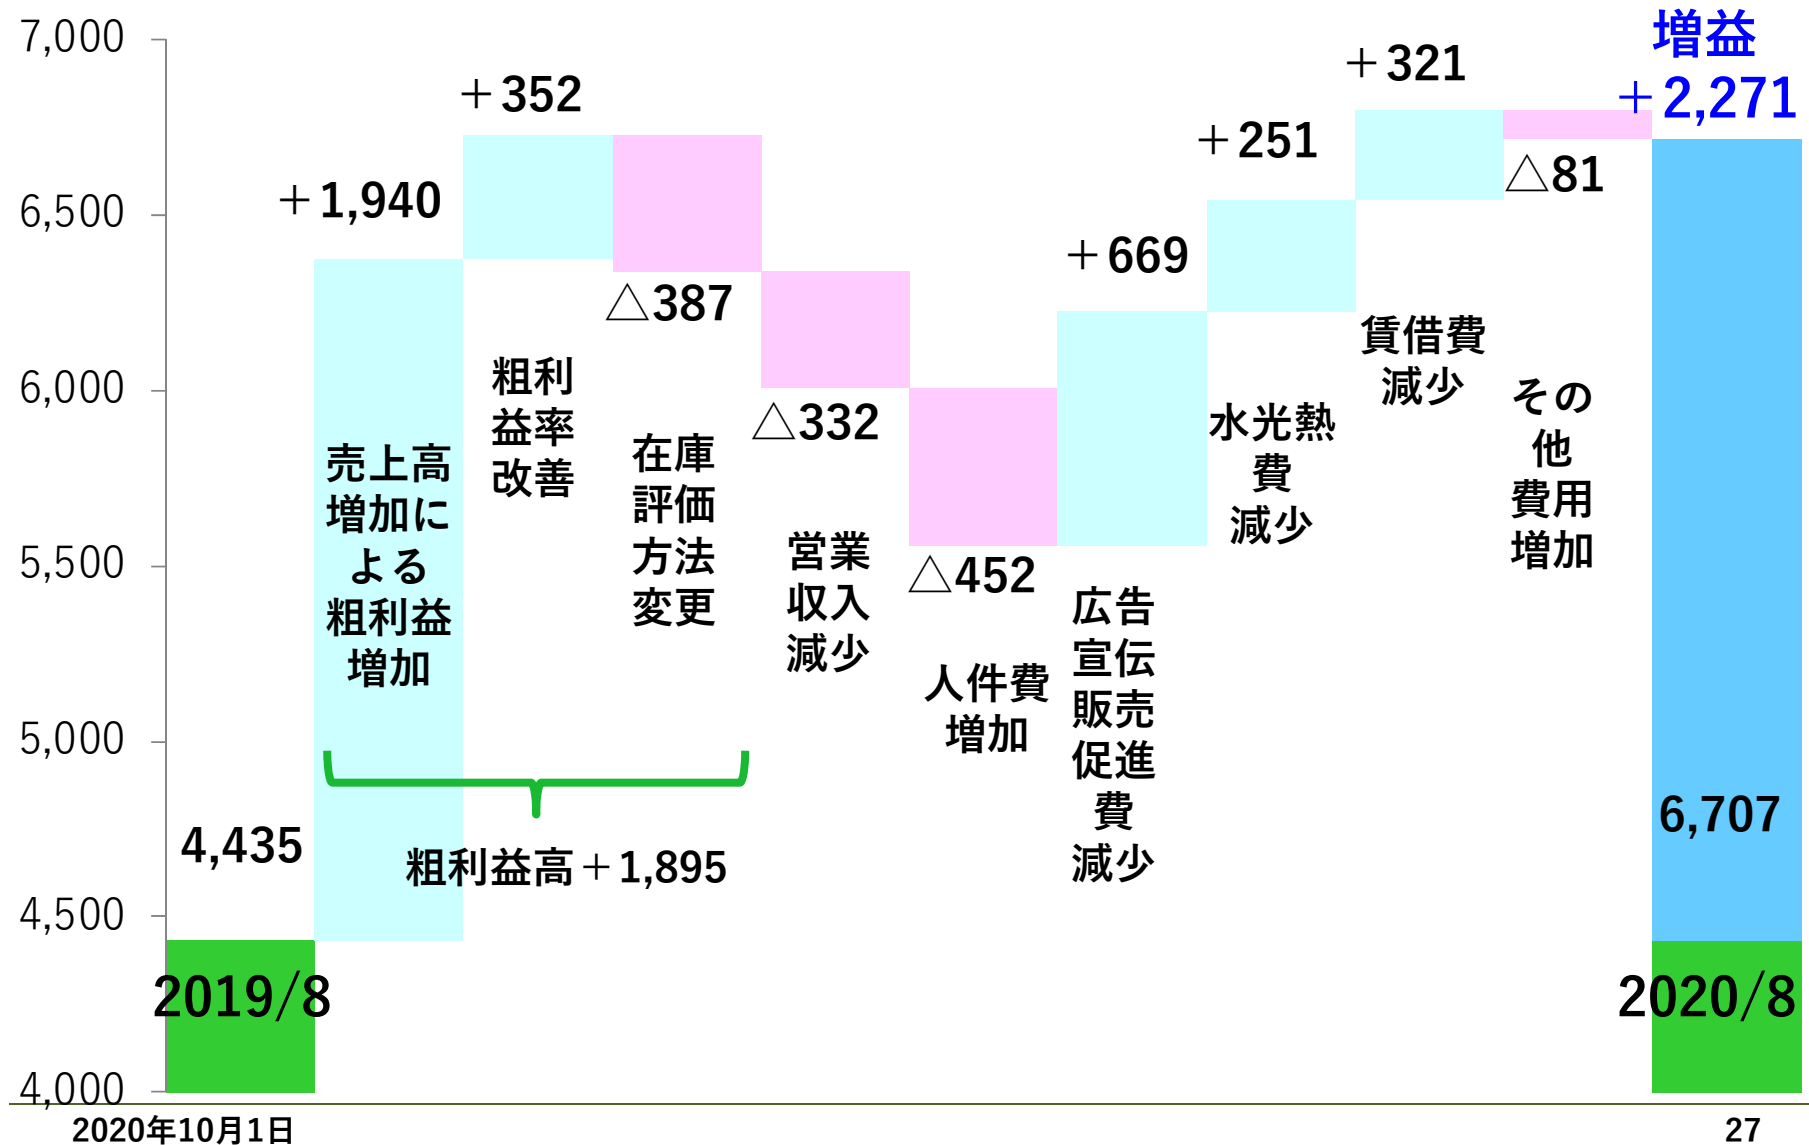 7,000
6,500
6,000
5,500
5,000
4,500
4,000
4,435
2019/8
＋1,940
売上高
増加に
よる
粗利益
増加
＋352
粗利
益率
改善
△387
在庫
評価
方法
変更
粗利益高＋1,895
△332
営業
収入
減少
△452
人件費
増加
＋669
広告
宣伝
販売
促進
費
減少
＋251
水光熱
費
減少
＋321
賃借費
減少
△81
その
他
費用
増加
増益
＋2,271
6,707
2020/8
2020年10月1日
27